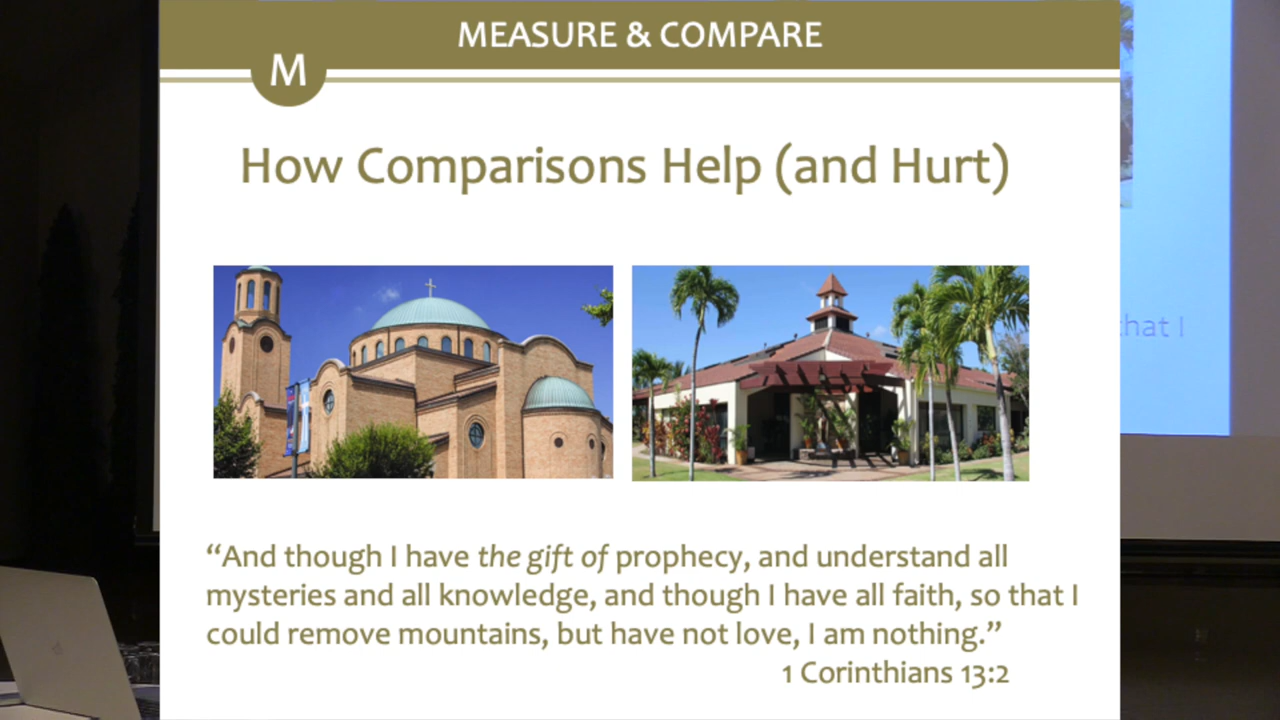 MEASURE & COMPARE
M
How Comparisons Help (and Hurt)
“And though I have the gift of prophecy, and understand all
mysteries and all knowledge, and though I have all faith, so that I
could remove mountains, but have not love, I am nothing.”
1 Corinthians 13:2
that I